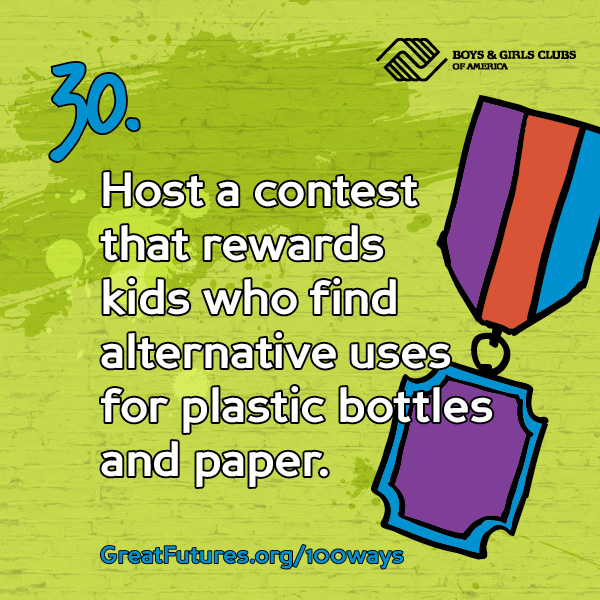 BOYS & GIRLS CLUBS
OF AMERICA
30.
Host a contest
that rewards
kids who find
alternative uses
for plastic bottles
and paper.
GreatFutures.org/100ways